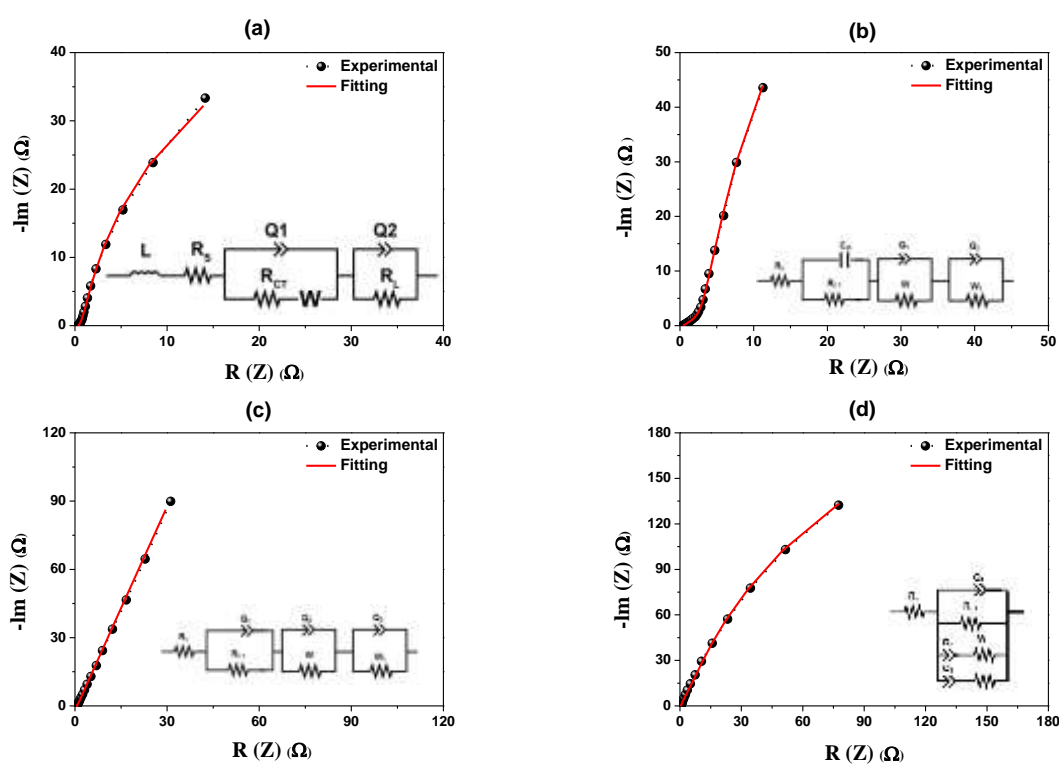 (a)
40
30
20
10
0
0 10 20 30 40
-Im (Z) (Ω)
R (Z) (Ω)
Experimental
Fitting
L
R_S
Q1
R_CT
W
Q2
R_L
(b)
50
40
30
20
10
0
0 10 20 30 40 50
-Im (Z) (Ω)
R (Z) (Ω)
Experimental
Fitting
(c)
120
90
60
30
0
0 30 60 90 120
-Im (Z) (Ω)
R (Z) (Ω)
Experimental
Fitting
(d)
180
150
120
90
60
30
0
0 30 60 90 120 150 180
-Im (Z) (Ω)
R (Z) (Ω)
Experimental
Fitting